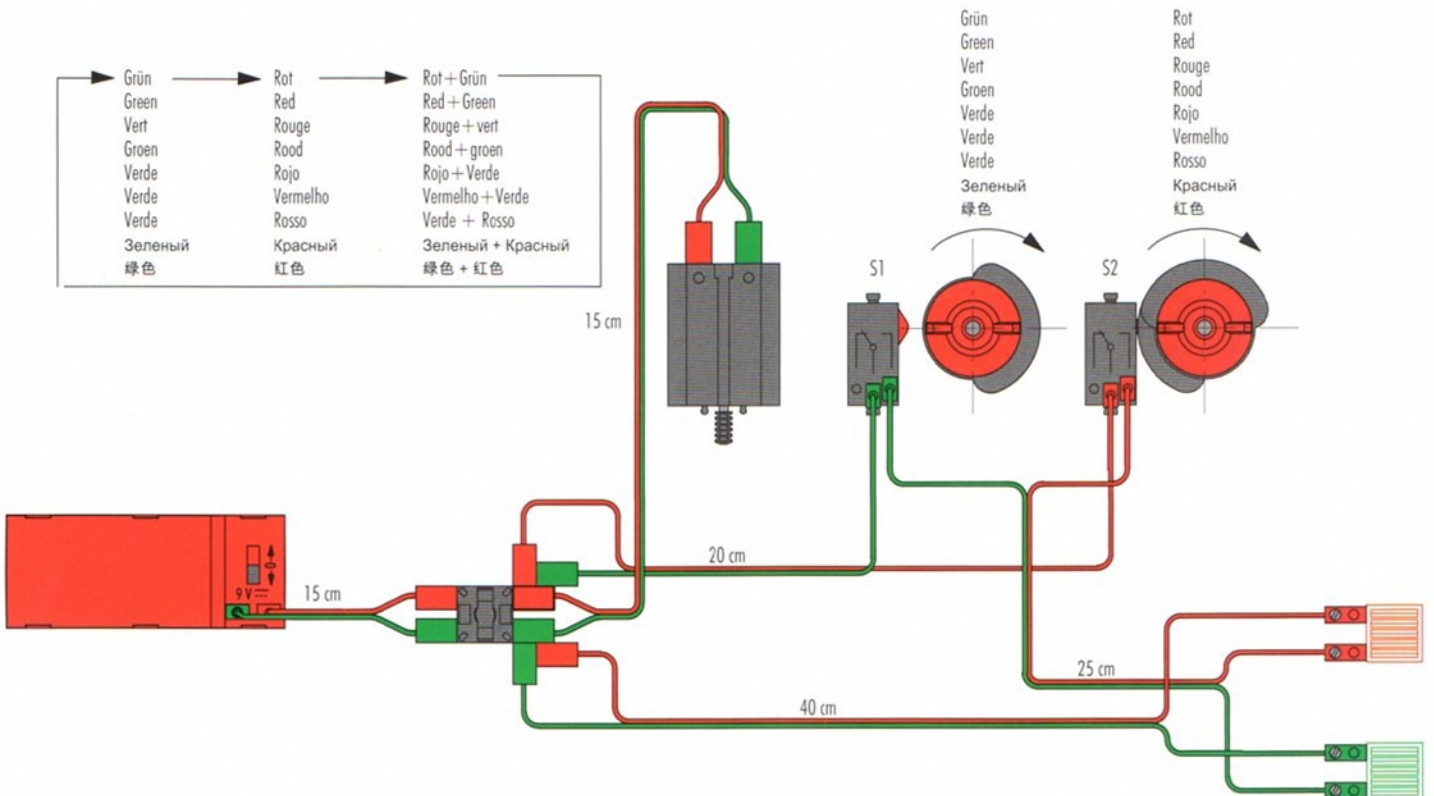 Grün Rot Rot+Grün
Green Red Red+Green
Vert Rouge Rouge+vert
Groen Rood Rood+groen
Verde Rojo Rojo+Verde
Verde Vermelho Vermelho+Verde
Verde Rosso Verde + Rosso
Зеленый Красный Зеленый + Красный
绿色 红色 绿色 + 红色
Grün Rot
Green Red
Vert Rouge
Groen Rood
Verde Rojo
Verde Vermelho
Verde Rosso
Зеленый Красный
绿色 红色
S1 S2
15 cm
20 cm
9 V
15 cm
25 cm
40 cm